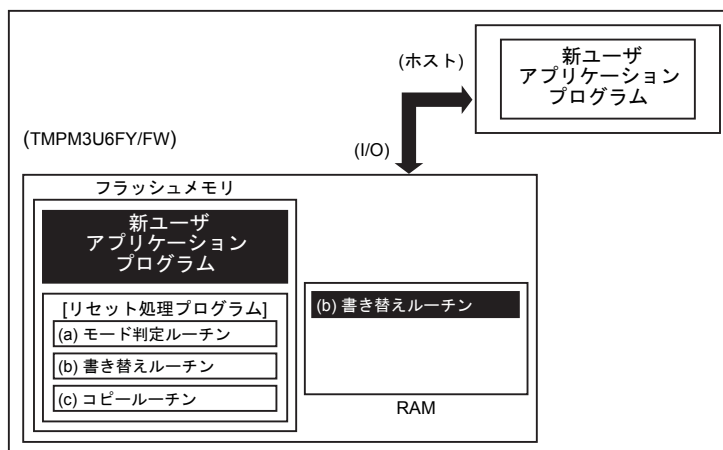 (ホスト)
新ユーザ
アプリケーション
プログラム
(TMPM3U6FY/FW)
(I/O)
フラッシュメモリ
新ユーザ
アプリケーション
プログラム
[リセット処理プログラム]
(a) モード判定ルーチン
(b) 書き替えルーチン
(c) コピールーチン
(b) 書き替えルーチン
RAM